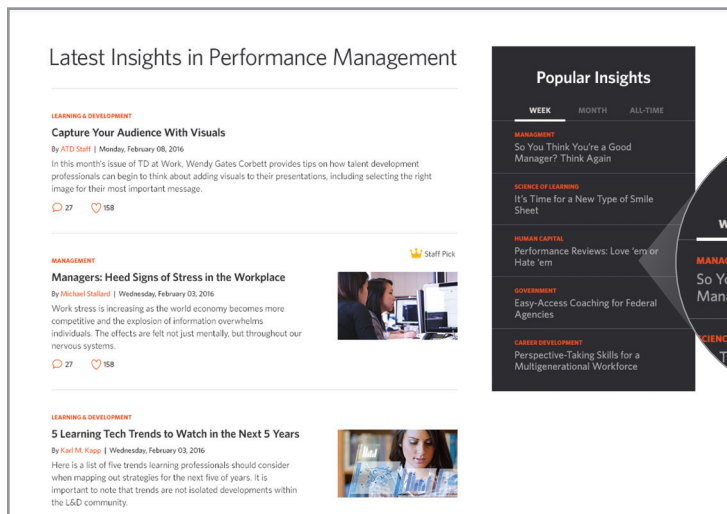 Latest Insights in Performance Management
LEARNING & DEVELOPMENT
Capture Your Audience With Visuals
By ATD Staff | Monday, February 08, 2016
In this month's issue of TD at Work, Wendy Gates Corbett provides tips on how talent development
professionals can begin to think about adding visuals to their presentations, including selecting the right
image for their most important message.
27 158
Staff Pick
MANAGEMENT
Managers: Heed Signs of Stress in the Workplace
By Michael Stallard | Wednesday, February 03, 2016
Work stress is increasing as the world economy becomes more
competitive and the explosion of information overwhelms
individuals. The effects are felt not just mentally, but throughout our
nervous systems.
27 158
LEARNING & DEVELOPMENT
5 Learning Tech Trends to Watch in the Next 5 Years
By Karl M. Kapp | Wednesday, February 03, 2016
Here is a list of five trends learning professionals should consider
when mapping out strategies for the next five of years. It is
important to note that trends are not isolated developments within
the L&D community.
Popular Insights
WEEK MONTH ALL-TIME
MANAGMENT
So You Think You're a Good
Manager? Think Again
SCIENCE OF LEARNING
It's Time for a New Type of Smile
Sheet
HUMAN CAPITAL
Performance Reviews: Love 'em or
Hate 'em
GOVERNMENT
Easy-Access Coaching for Federal
Agencies
CAREER DEVELOPMENT
Perspective-Taking Skills for a
Multigenerational Workforce
W
MANAG
So Yo
Mana
SCIENC
T